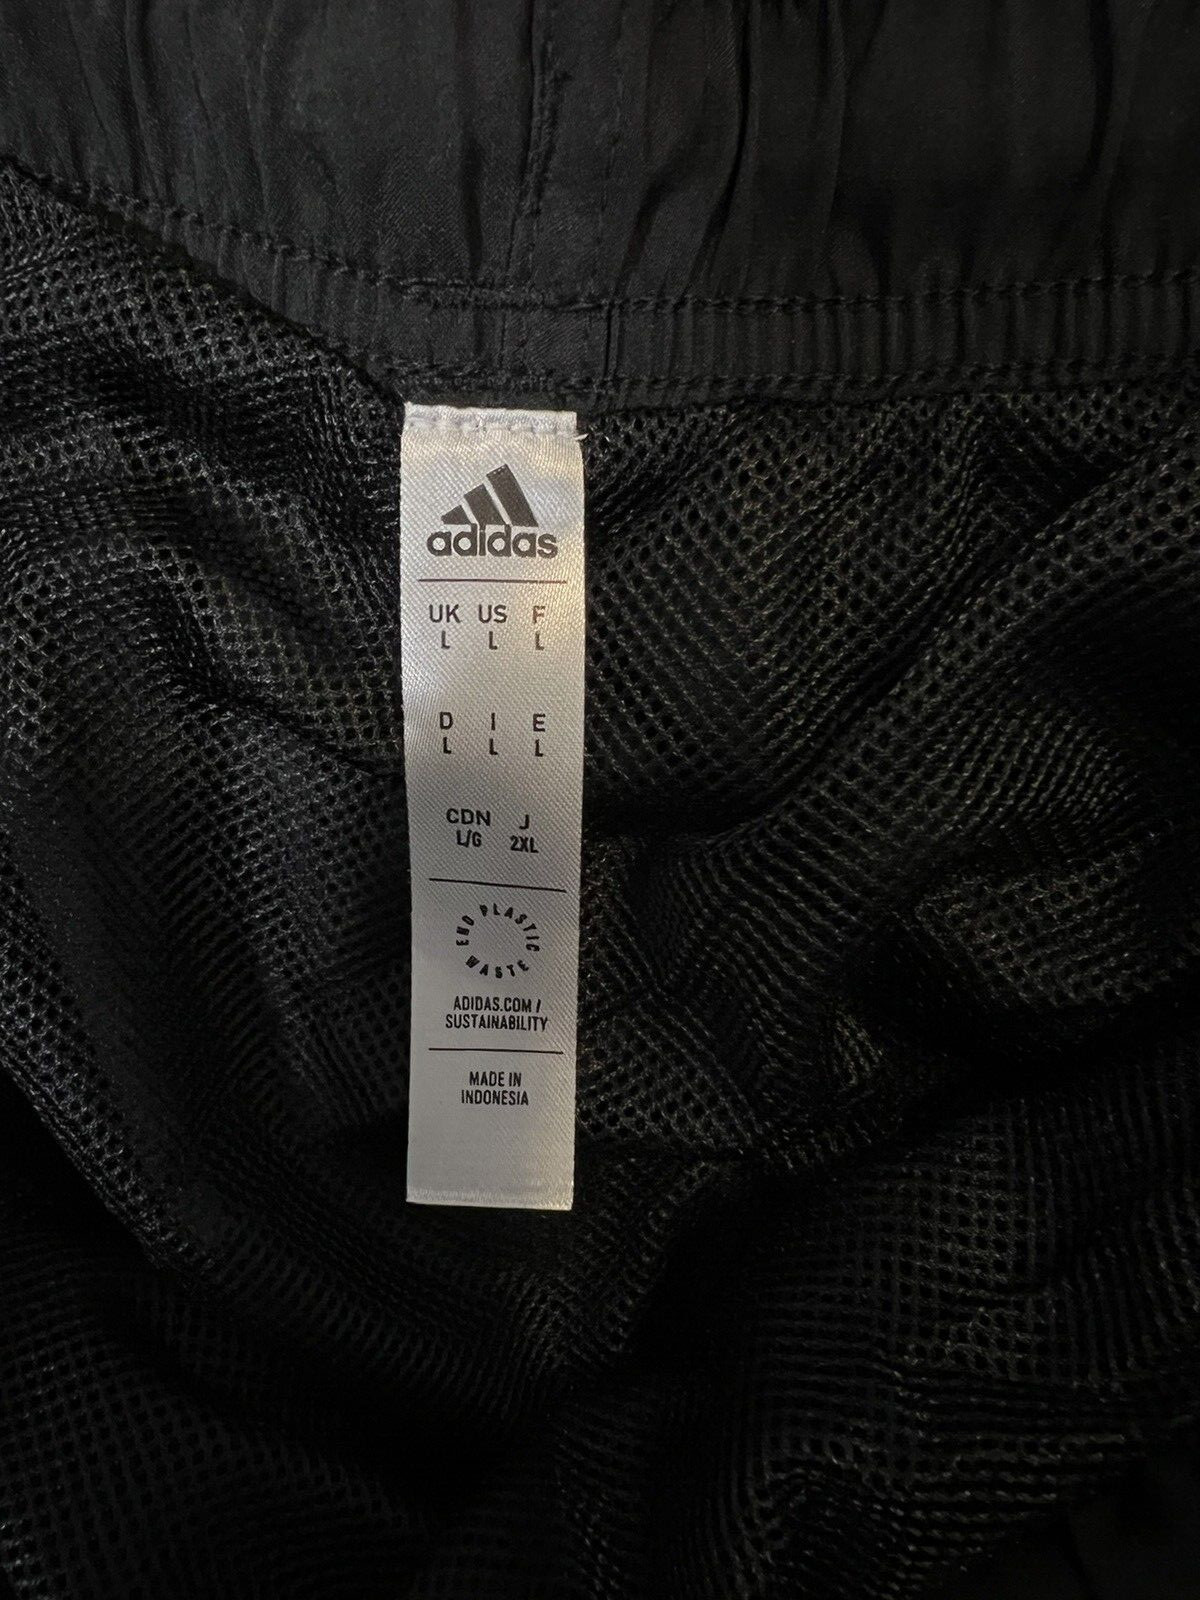 adidas
UK US F
L L L
D I E
L L L
CDN J
L/G 2XL
END PLASTIC WASTE
ADIDAS.COM/
SUSTAINABILITY
MADE IN
INDONESIA